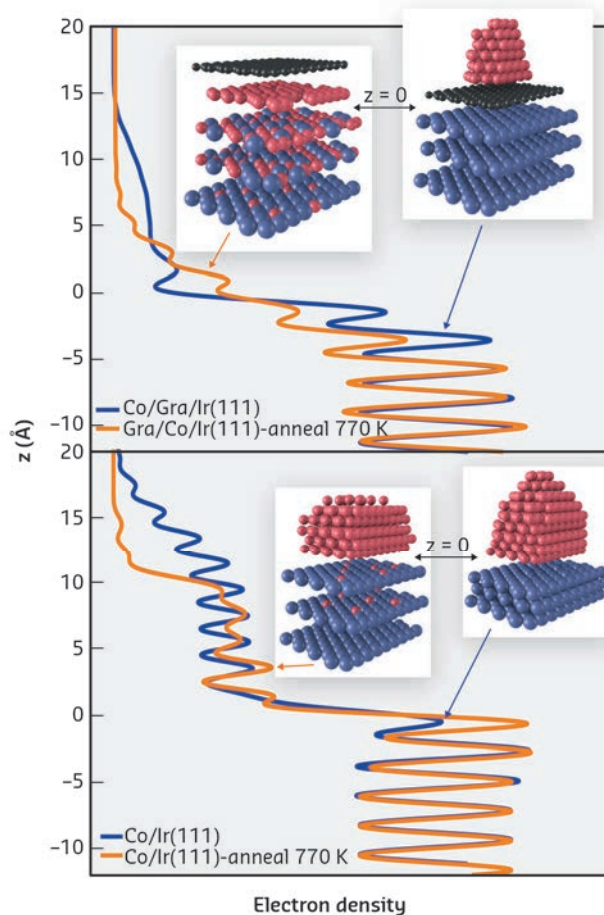 20
15
z = 0
10
5
0
−5
−10
Co/Gra/Ir(111)
Gra/Co/Ir(111)-anneal 770 K
z (Å)
20
15
z = 0
10
5
0
−5
−10
Co/Ir(111)
Co/Ir(111)-anneal 770 K
Electron density